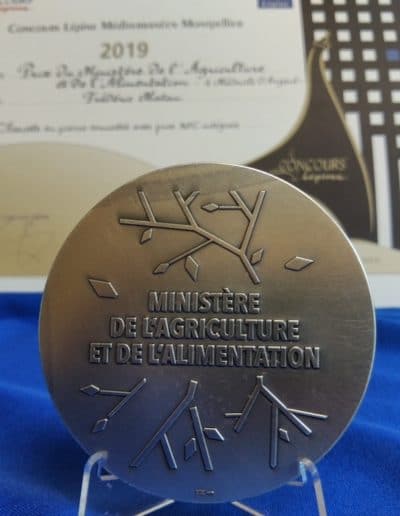 Concours Lépine Méditerranée Montpellier
2019
Prix Du Ministère De l'Agriculture
et De l'Alimentation
Frédéric
CONCOURS
Lépine
MINISTÈRE
DE L'AGRICULTURE
ET DE L'ALIMENTATION